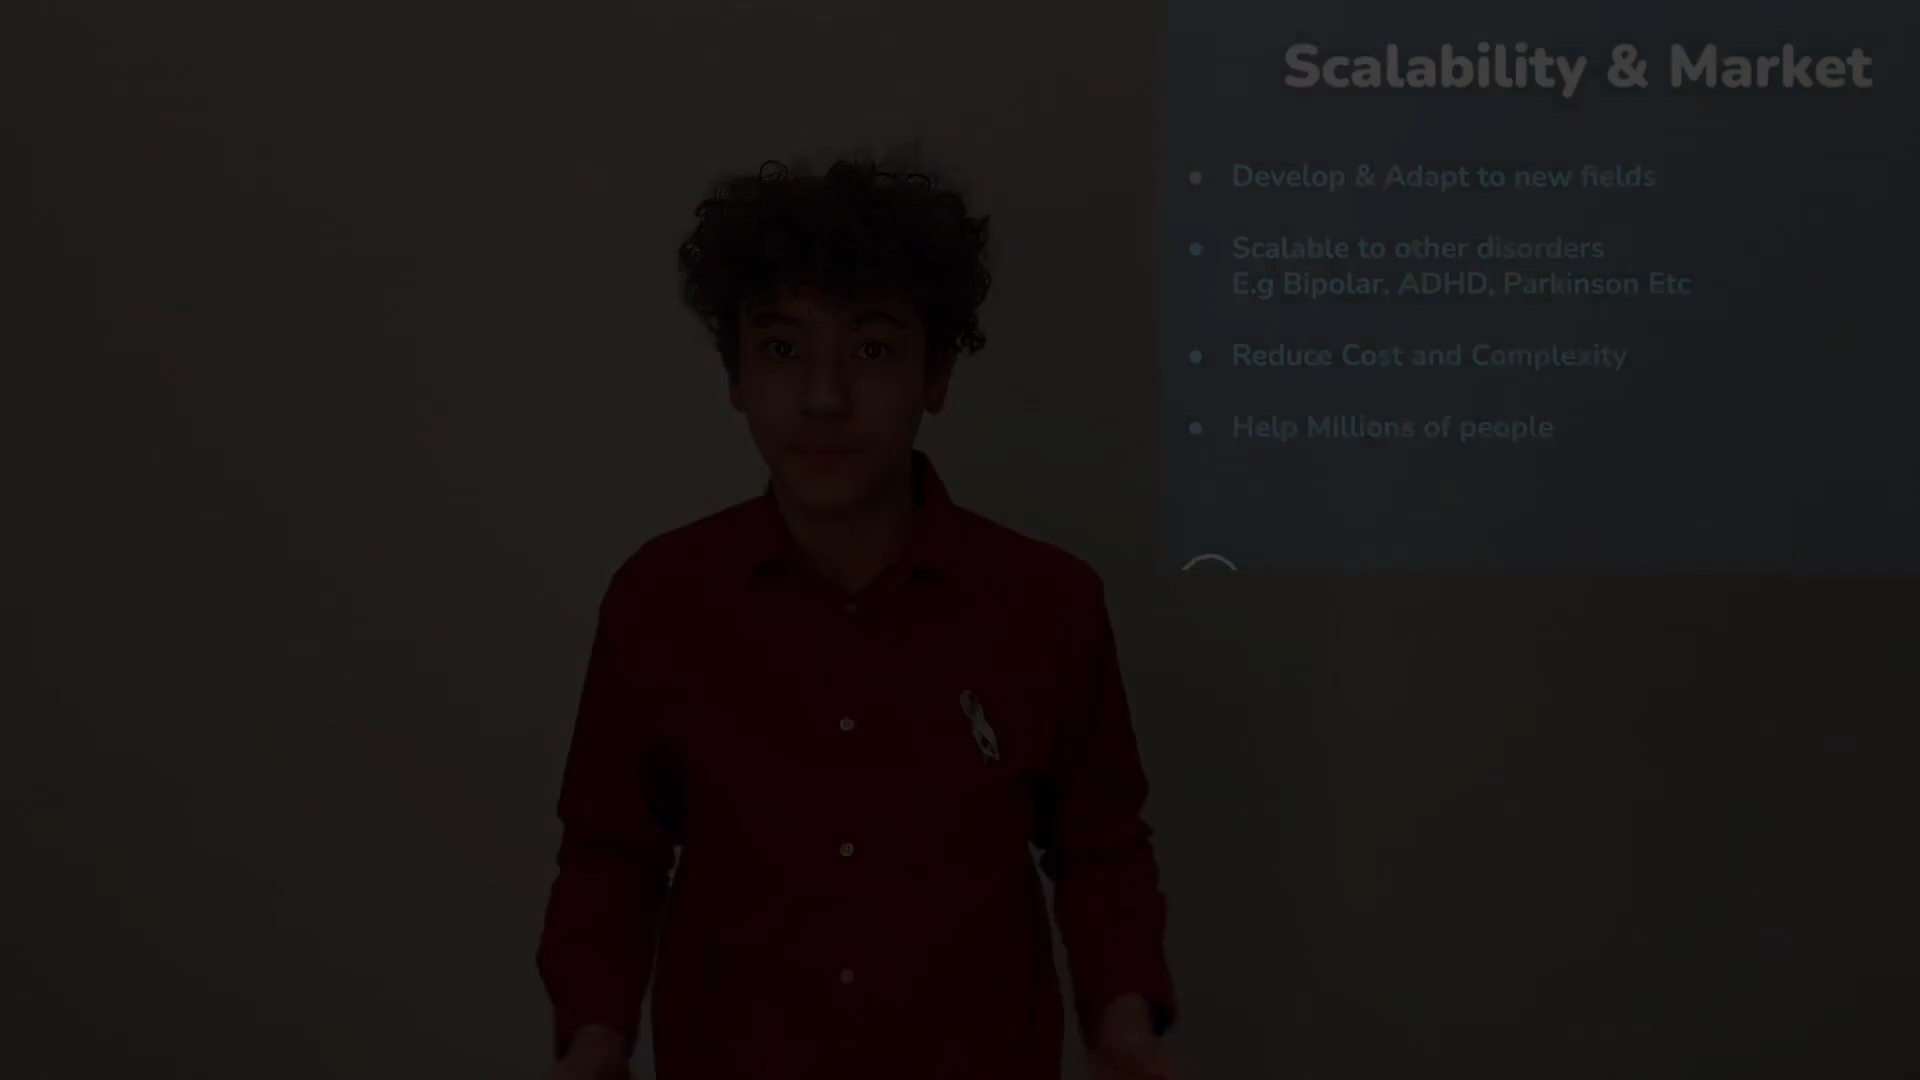 Scalability & Market
Develop & Adapt to new fields
Scalable to other disorders
E.g Bipolar, ADHD, Parkinson Etc
Reduce Cost and Complexity
Help Millions of people